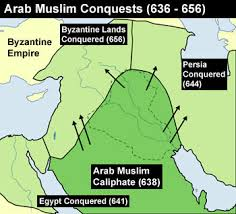 Arab Muslim Conquests (636 - 656)
Byzantine Lands
Conquered (656)
Byzantine
Empire
Persia
Conquered
(644)
Arab Muslim
Caliphate (638)
Egypt Conquered (641)